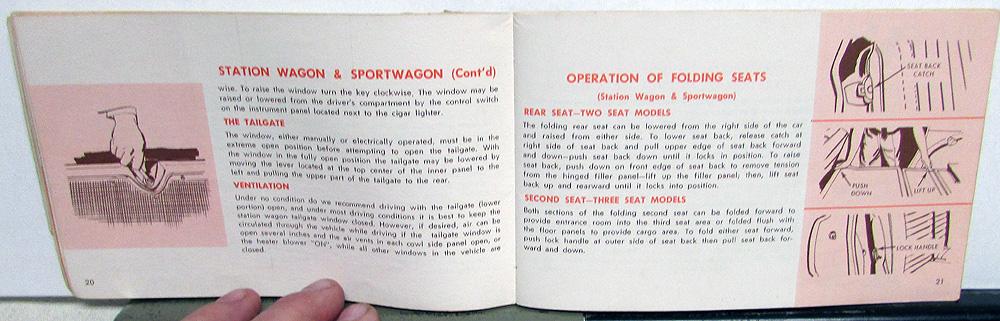 STATION WAGON & SPORTWAGON (Cont'd)
wise. To raise the window turn the key clockwise. The window may be
raised or lowered from the driver's compartment by the control switch
on the instrument panel located next to the cigar lighter.
THE TAILGATE
The window, either manually or electrically operated, must be in the
extreme open position before attempting to open the tailgate. With
the window in the fully open position the tailgate may be lowered by
moving the lever located at the top center of the inner panel to the
left and pulling the upper part of the tailgate to the rear.
VENTILATION
Under no condition do we recommend driving with the tailgate (lower
portion) open, and under most driving conditions it is best to keep the
station wagon tailgate window closed. However, if desired, air can be
circulated through the vehicle while driving if the tailgate window is
open several inches and the air vents in each cowl side panel open, or
the heater blower "ON", while all other windows in the vehicle are
closed.
20
OPERATION OF FOLDING SEATS
(Station Wagon & Sportwagon)
REAR SEAT—TWO SEAT MODELS
The folding rear seat can be lowered from the right side of the car
and raised from either side. To lower seat back, release catch at
right side of seat back and pull upper edge of seat back forward
and down—push seat back down until it locks in position. To raise
seat back, push down on front edge of seat back to remove tension
from the hinged filler panel—lift up the filler panel; then, lift seat
back up and rearward until it locks into position.
SECOND SEAT—THREE SEAT MODELS
Both sections of the folding second seat can be folded forward to
provide entrance room into the third seat area or folded flush with
the floor panels to provide cargo area. To fold either seat forward,
push lock handle at outer side of seat back then pull seat back for-
ward and down.
SEAT BACK
CATCH
PUSH
DOWN
LIFT UP
LOCK HANDLE
21